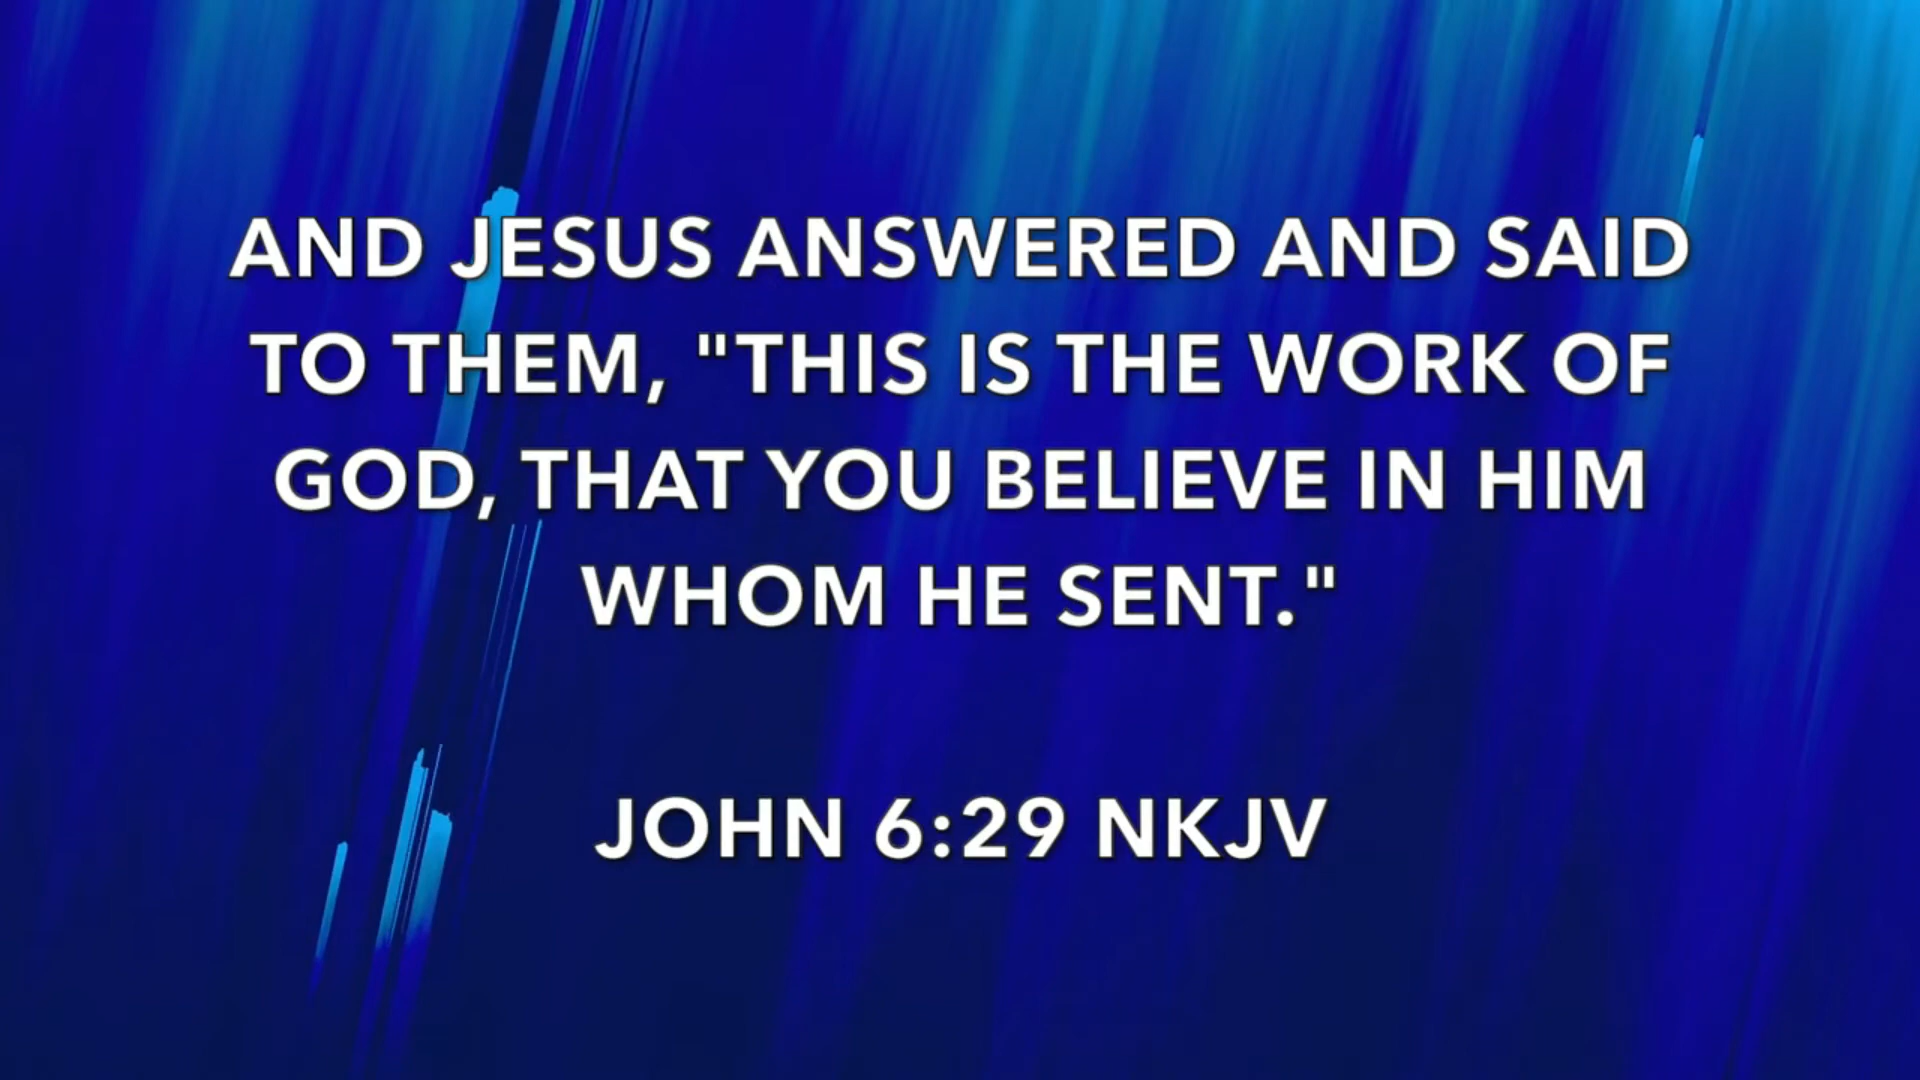 AND JESUS ANSWERED AND SAID
TO THEM, "THIS IS THE WORK OF
GOD, THAT YOU BELIEVE IN HIM
WHOM HE SENT."
JOHN 6:29 NKJV